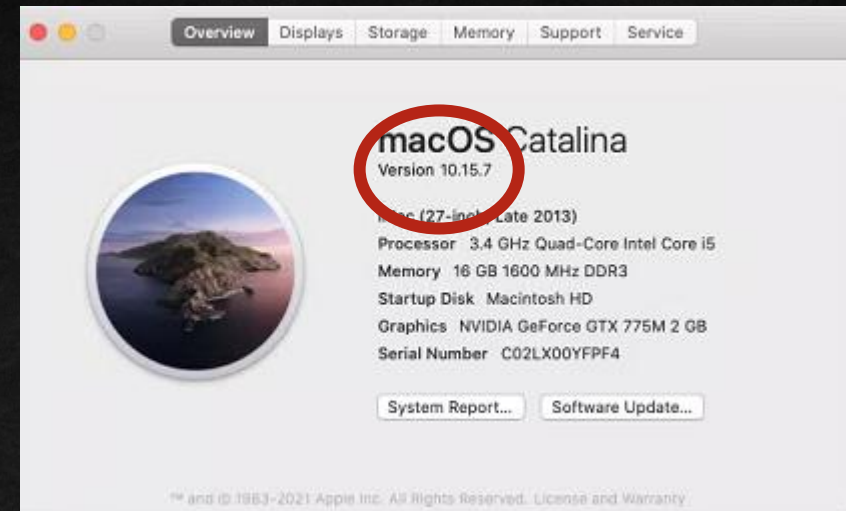 Overview Displays Storage Memory Support Service
macOS Catalina
Version 10.15.7
iMac (27-inch, Late 2013)
Processor 3.4 GHz Quad-Core Intel Core i5
Memory 16 GB 1600 MHz DDR3
Startup Disk Macintosh HD
Graphics NVIDIA GeForce GTX 775M 2 GB
Serial Number C02LX00YFPF4
System Report... Software Update...
™ and © 1983-2021 Apple Inc. All Rights Reserved. License and Warranty